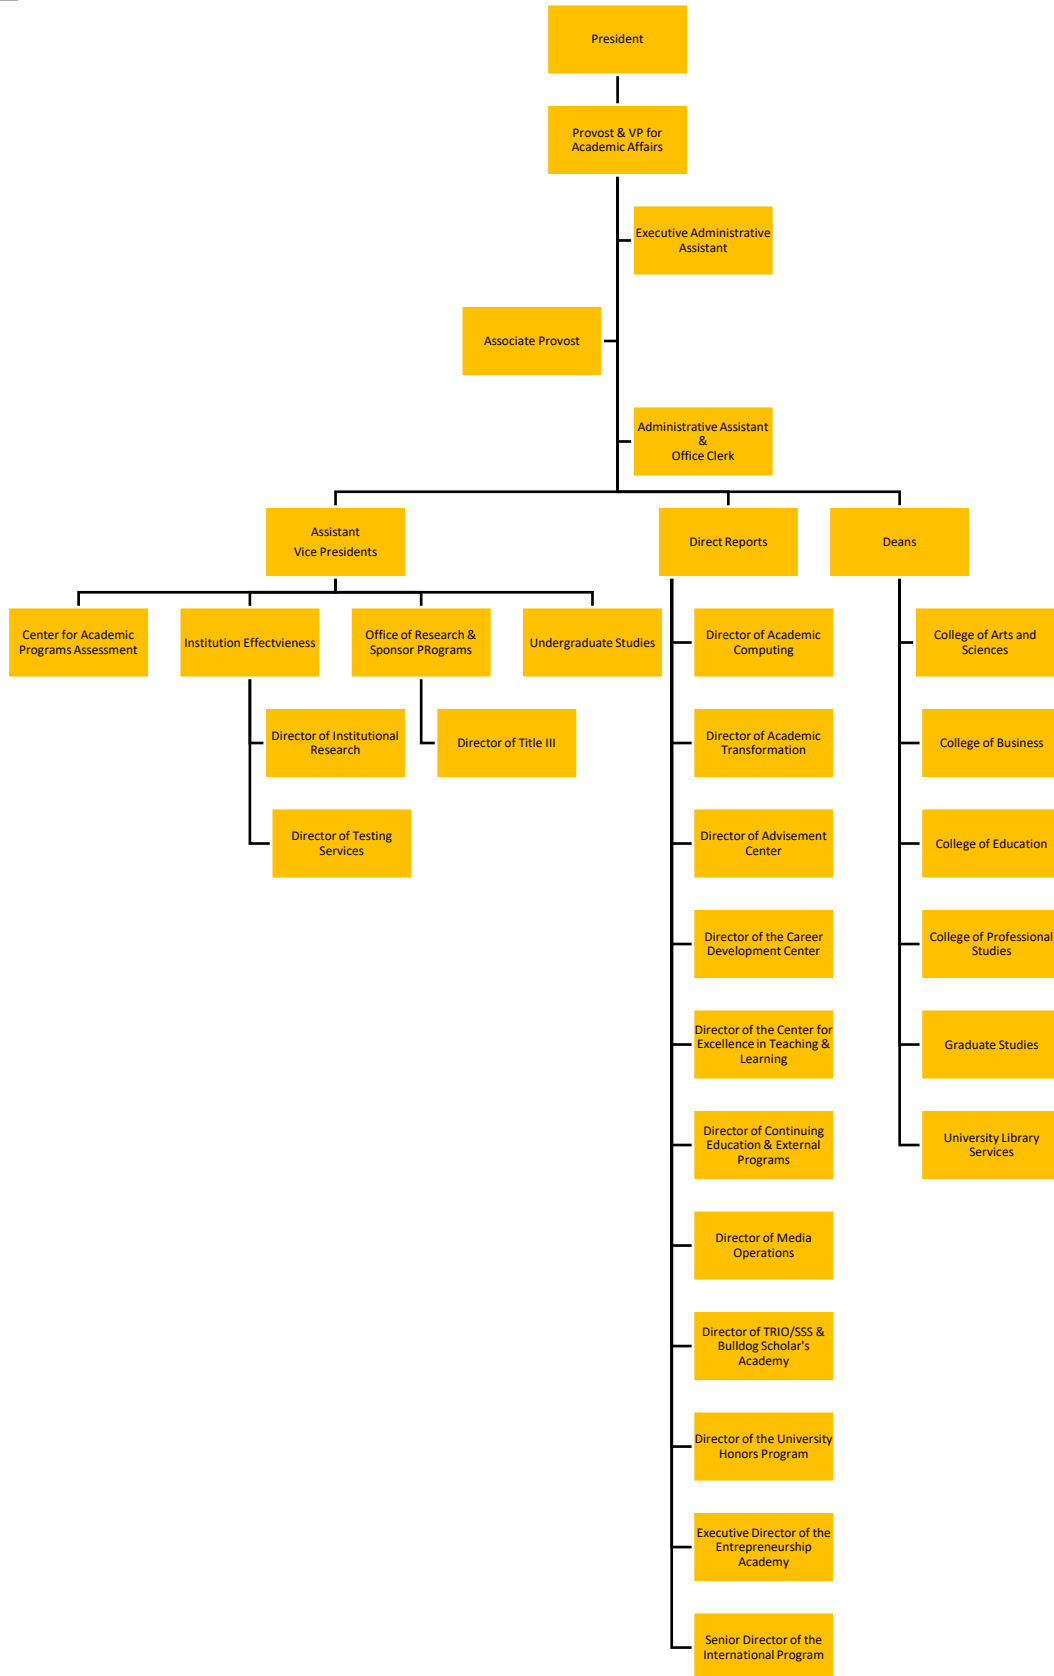 President
Provost & VP for
Academic Affairs
Executive Administrative
Assistant
Associate Provost
Administrative Assistant
&
Office Clerk
Assistant
Vice Presidents
Direct Reports
Deans
Center for Academic
Programs Assessment
Institution Effectvieness
Office of Research &
Sponsor PRograms
Undergraduate Studies
Director of Academic
Computing
College of Arts and
Sciences
Director of Institutional
Research
Director of Title III
Director of Academic
Transformation
College of Business
Director of Testing
Services
Director of Advisement
Center
College of Education
Director of the Career
Development Center
College of Professional
Studies
Director of the Center for
Excellence in Teaching &
Learning
Graduate Studies
Director of Continuing
Education & External
Programs
University Library
Services
Director of Media
Operations
Director of TRIO/SSS &
Bulldog Scholar's
Academy
Director of the University
Honors Program
Executive Director of the
Entrepreneurship
Academy
Senior Director of the
International Program